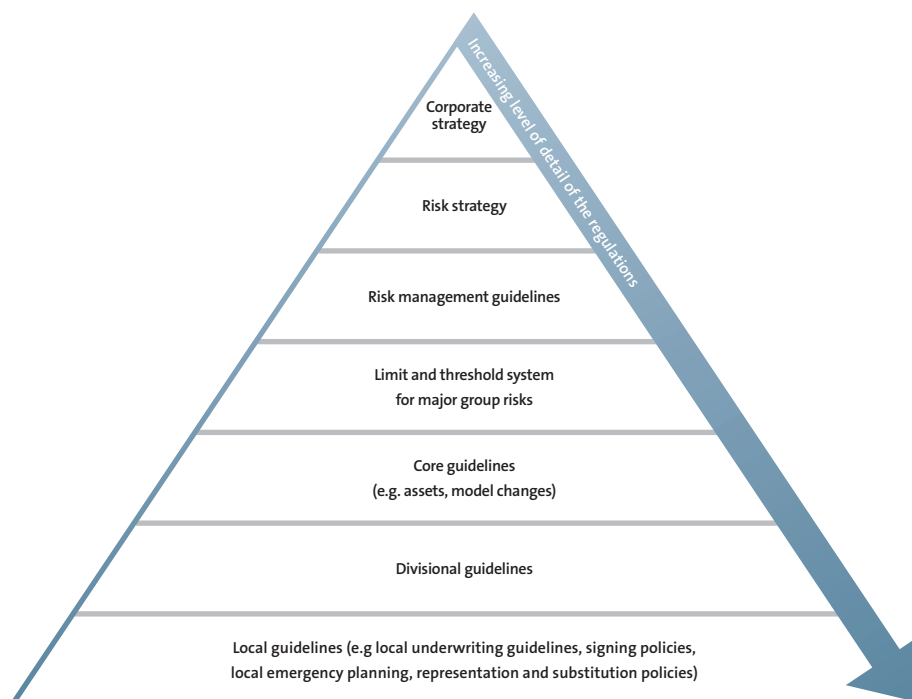 Increasing level of detail of the regulations
Corporate
strategy
Risk strategy
Risk management guidelines
Limit and threshold system
for major group risks
Core guidelines
(e.g. assets, model changes)
Divisional guidelines
Local guidelines (e.g local underwriting guidelines, signing policies,
local emergency planning, representation and substitution policies)